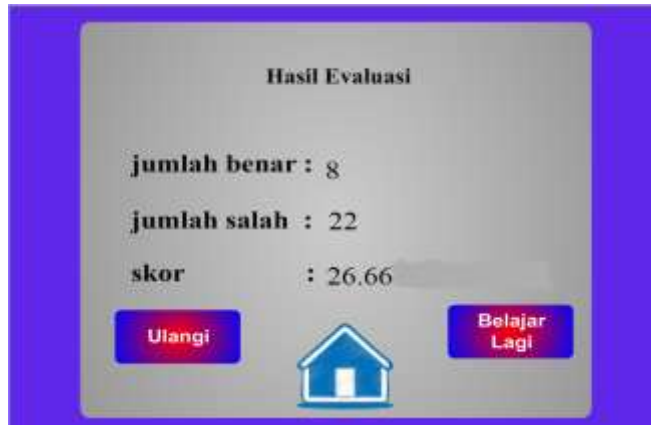 Hasil Evaluasi
jumlah benar : 8
jumlah salah : 22
skor : 26.66
Ulangi
Belajar
Lagi